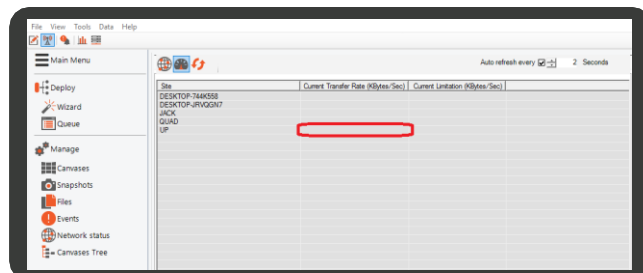 File View Tools Data Help
Main Menu
Auto refresh every 2 Seconds
Deploy
Wizard
Queue
Manage
Canvases
Snapshots
Files
Events
Network status
Canvases Tree
Site Current Transfer Rate (KBytes/Sec) Current Limitation (KBytes/Sec)
DESKTOP-744K558
DESKTOP-JRVQGN7
JACK
QUAD
UP